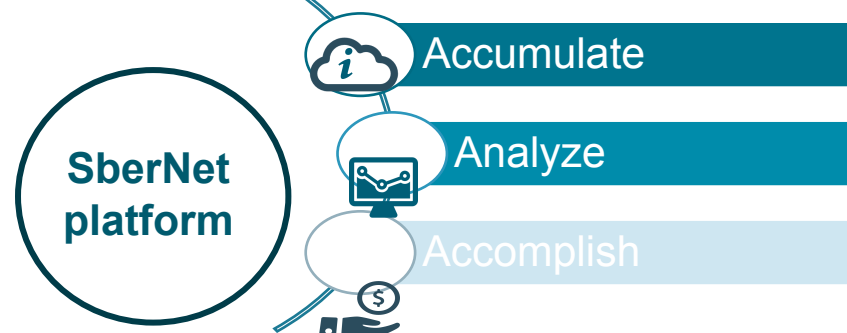 SberNet
platform
Accumulate
Analyze
Accomplish
i
$